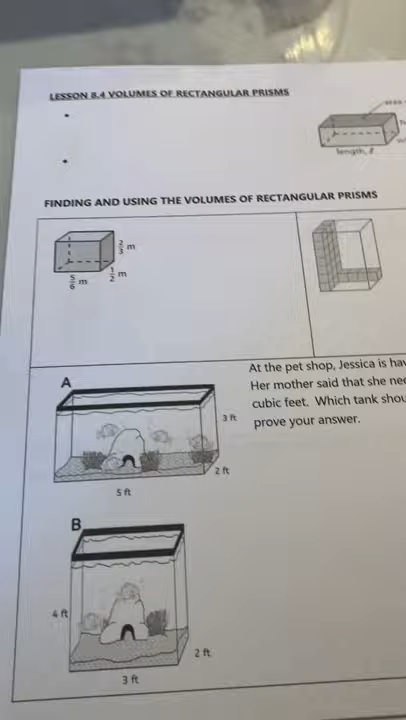 LESSON 8.4 VOLUMES OF RECTANGULAR PRISMS
length, ℓ
FINDING AND USING THE VOLUMES OF RECTANGULAR PRISMS
2/3 m
1/2 m
5/6 m
At the pet shop, Jessica is hav
Her mother said that she nee
cubic feet. Which tank shou
prove your answer.
A
3 ft
2 ft
5 ft
B
4 ft
2 ft
3 ft